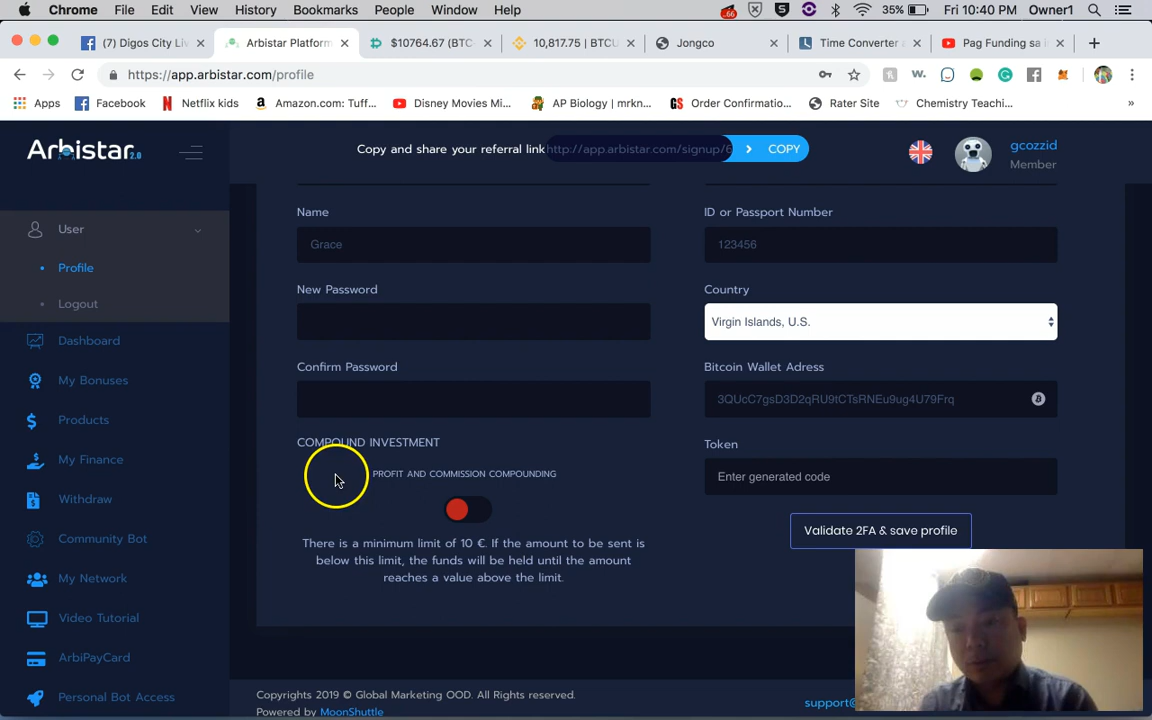 Chrome File Edit View History Bookmarks People Window Help
.66 35% Fri 10:40 PM Owner1
(7) Digos City Liv
Arbistar Platform
$10764.67 (BTC
10,817.75 | BTCU
Jongco
Time Converter a
Pag Funding sa
https://app.arbistar.com/profile
Apps
Facebook
Netflix kids
Amazon.com: Tuff...
Disney Movies Mi...
AP Biology | mrkn...
Order Confirmatio...
Rater Site
Chemistry Teachi...
»
Arbistar 2.0
Copy and share your referral link http://app.arbistar.com/signup/6 COPY
gcozzid
Member
User
Profile
Logout
Dashboard
My Bonuses
Products
My Finance
Withdraw
Community Bot
My Network
Video Tutorial
ArbiPayCard
Personal Bot Access
Name
Grace
New Password
Confirm Password
COMPOUND INVESTMENT
PROFIT AND COMMISSION COMPOUNDING
There is a minimum limit of 10 €. If the amount to be sent is
below this limit, the funds will be held until the amount
reaches a value above the limit.
ID or Passport Number
123456
Country
Virgin Islands, U.S.
Bitcoin Wallet Adress
3QUcC7gsD3D2qRU9tCTsRNEu9ug4U79Frq
Token
Enter generated code
Validate 2FA & save profile
Copyrights 2019 © Global Marketing OOD. All Rights reserved.
Powered by MoonShuttle
support@